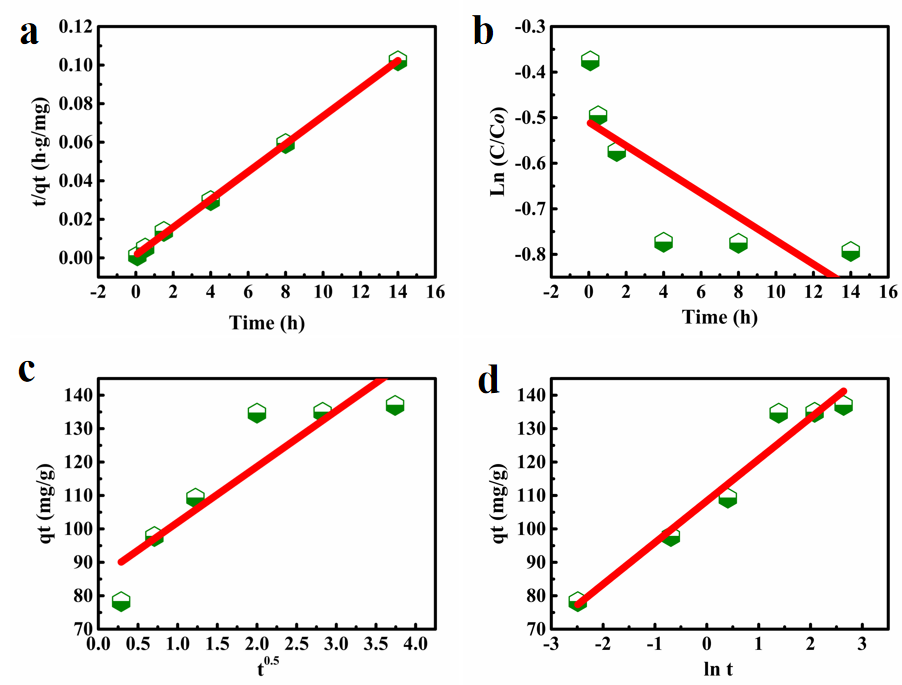 a
0.12
0.10
0.08
0.06
0.04
0.02
0.00
t/qt (h·g/mg)
-2 0 2 4 6 8 10 12 14 16
Time (h)
b
-0.3
-0.4
-0.5
-0.6
-0.7
-0.8
Ln (C/Co)
-2 0 2 4 6 8 10 12 14 16
Time (h)
c
140
130
120
110
100
90
80
70
qt (mg/g)
0.0 0.5 1.0 1.5 2.0 2.5 3.0 3.5 4.0
t0.5
d
140
130
120
110
100
90
80
70
qt (mg/g)
-3 -2 -1 0 1 2 3
ln t